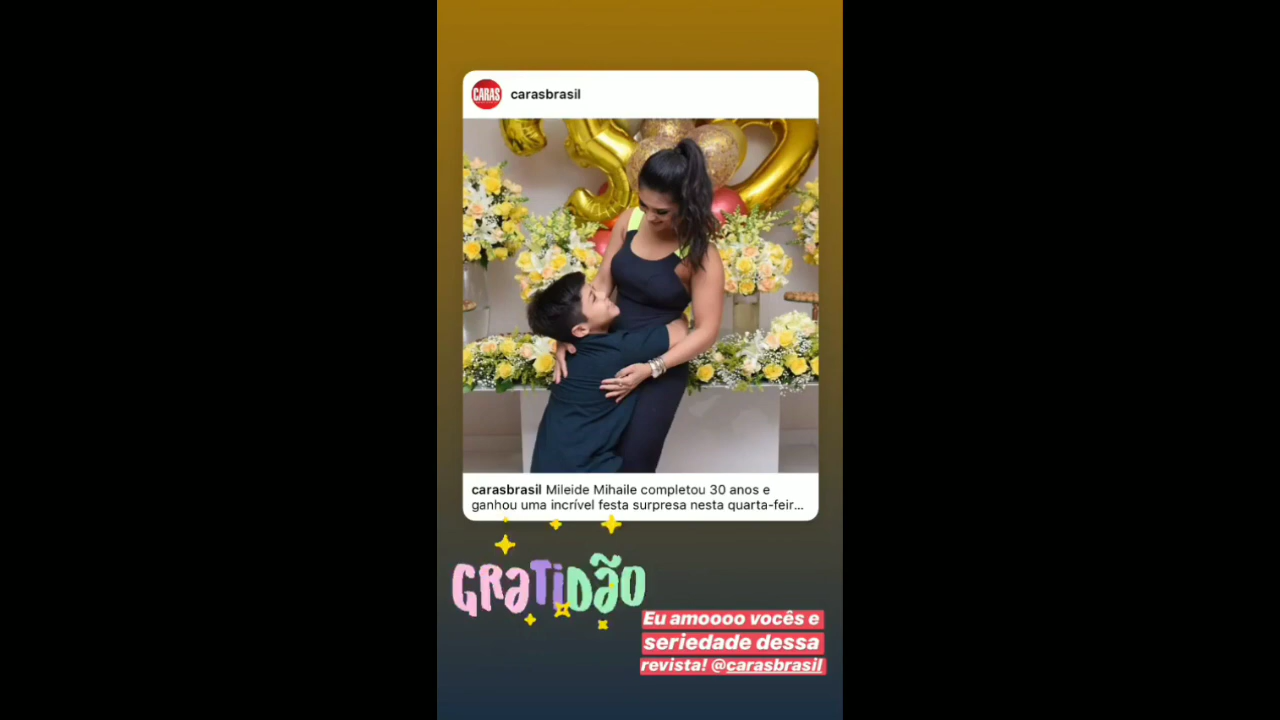 CARAS
carasbrasil
30
carasbrasil Mileide Mihaile completou 30 anos e
ganhou uma incrível festa surpresa nesta quarta-feir...
GRATIDÃO
Eu amoooo vocês e
seriedade dessa
revista! @carasbrasil